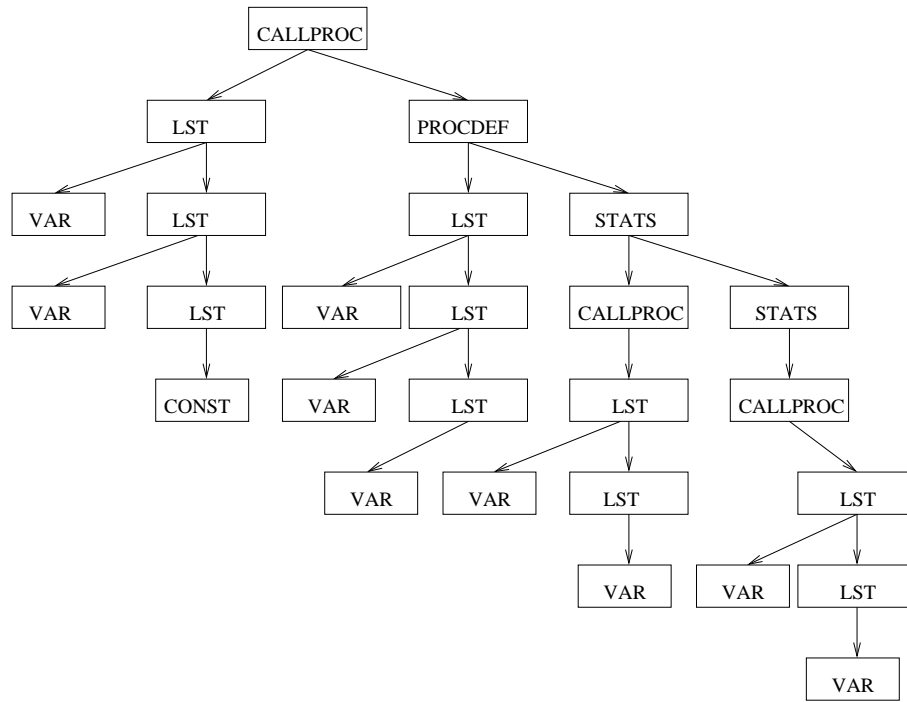 CALLPROC
LST PROCDEF
VAR LST LST STATS
VAR LST VAR LST CALLPROC STATS
CONST VAR LST LST CALLPROC
VAR VAR LST LST
VAR VAR LST
VAR